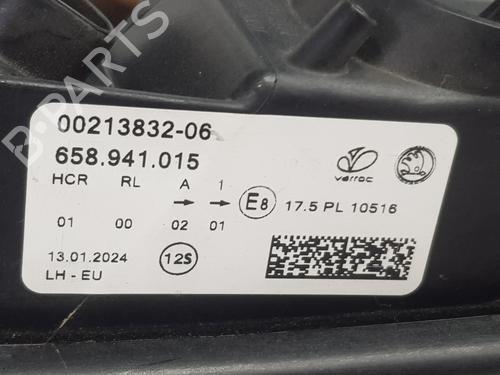 B-PARTS
00213832-06
658.941.015
varroc
HCR RL A 1
→ → E8 17.5 PL 10516
01 00 02 01
13.01.2024 12S
LH - EU